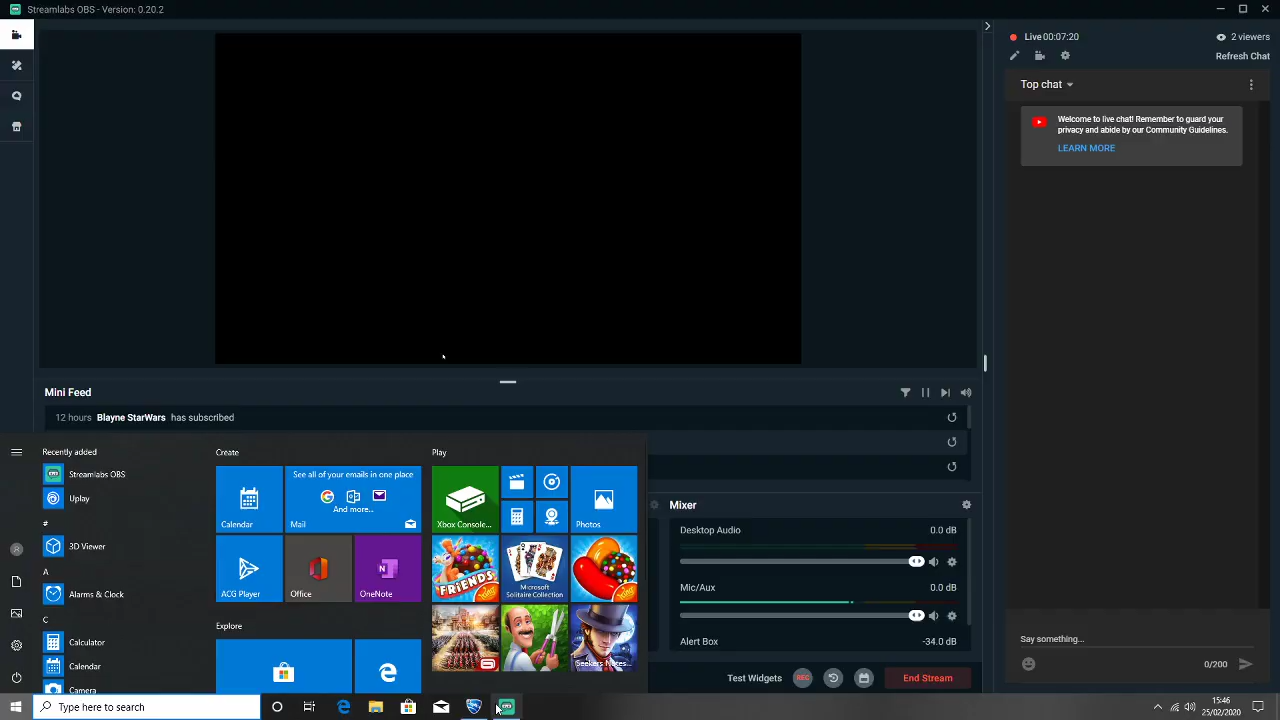 Streamlabs OBS - Version: 0.20.2
Live 00:07:20
2 viewers
Refresh Chat
Top chat
Welcome to live chat! Remember to guard your
privacy and abide by our Community Guidelines.
LEARN MORE
Mini Feed
12 hours Blayne StarWars has subscribed
Recently added
Streamlabs OBS
Uplay
#
3D Viewer
A
Alarms & Clock
C
Calculator
Calendar
Camera
Create
Calendar
See all of your emails in one place
And more..
Mail
ACG Player
Office
OneNote
Explore
Play
Xbox Console...
Photos
FRIENDS
Microsoft
Solitaire Collection
Seekers Notes...
Mixer
Desktop Audio 0.0 dB
Mic/Aux 0.0 dB
Alert Box -34.0 dB
Test Widgets
REC
End Stream
Say something...
0/200
Type here to search
15:46
25/02/2020